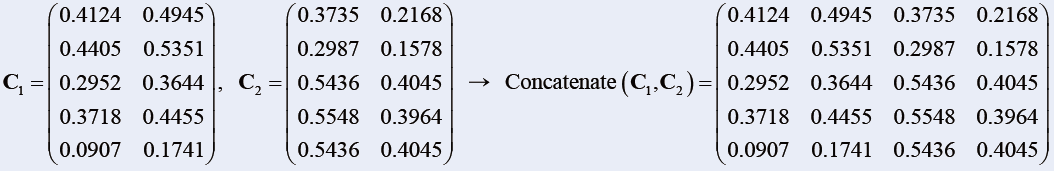 0.4124 0.4945 0.3735 0.2168 0.4124 0.4945 0.3735 0.2168
0.4405 0.5351 0.2987 0.1578 0.4405 0.5351 0.2987 0.1578
C₁ = 0.2952 0.3644 , C₂ = 0.5436 0.4045 → Concatenate (C₁,C₂) = 0.2952 0.3644 0.5436 0.4045
0.3718 0.4455 0.5548 0.3964 0.3718 0.4455 0.5548 0.3964
0.0907 0.1741 0.5436 0.4045 0.0907 0.1741 0.5436 0.4045